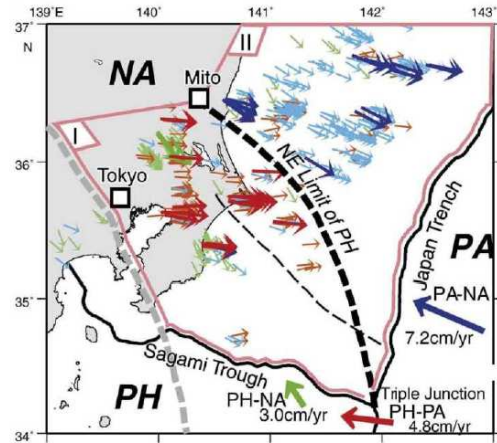 139°E 140° 141° 142° 143°
37°
N
II
NA
Mito
I
36°
Tokyo
NE Limit of PH
PA
Japan Trench
35°
PA-NA
7.2cm/yr
Sagami Trough
PH-NA
3.0cm/yr
Triple Junction
PH
PH-PA
4.8cm/yr
34°